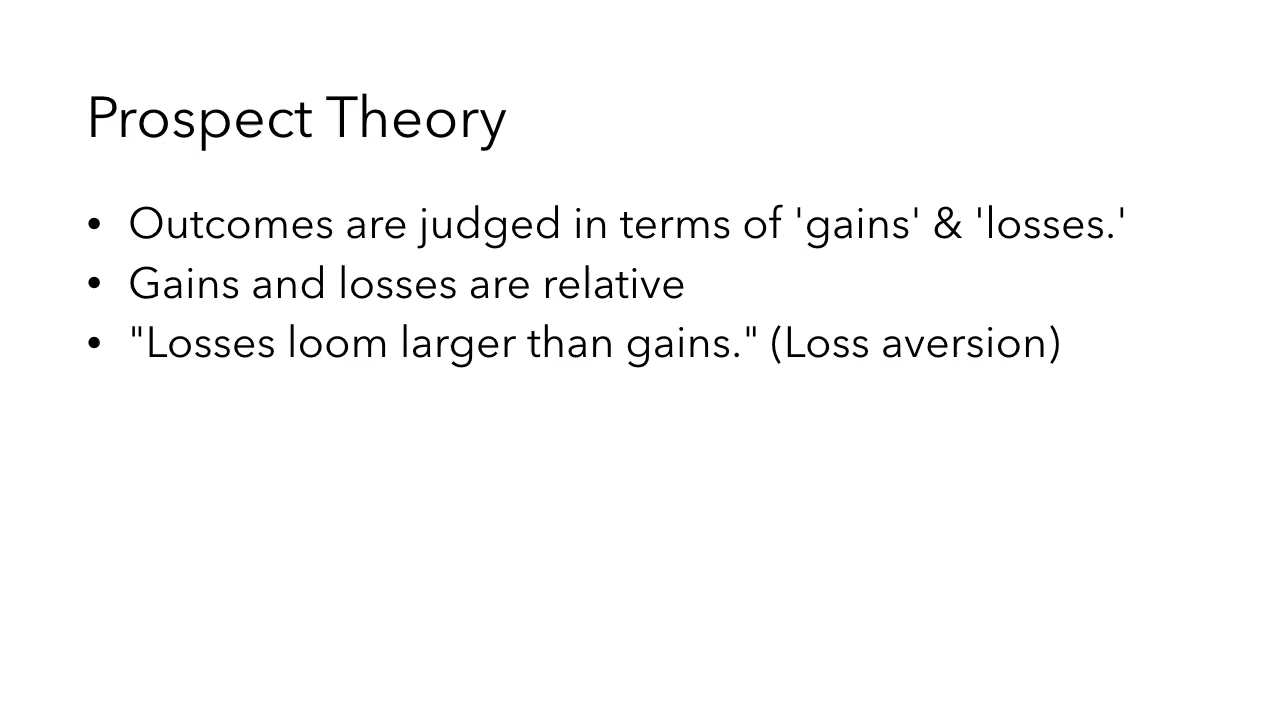 Prospect Theory
• Outcomes are judged in terms of 'gains' & 'losses.'
• Gains and losses are relative
• "Losses loom larger than gains." (Loss aversion)